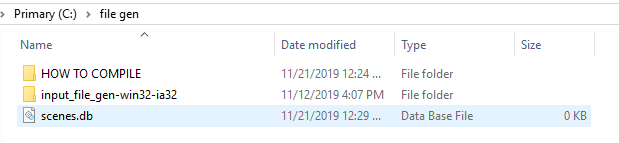 Primary (C:) > file gen
Name Date modified Type Size
HOW TO COMPILE 11/21/2019 12:24 ... File folder
input_file_gen-win32-ia32 11/12/2019 4:07 PM File folder
scenes.db 11/21/2019 12:29 ... Data Base File 0 KB